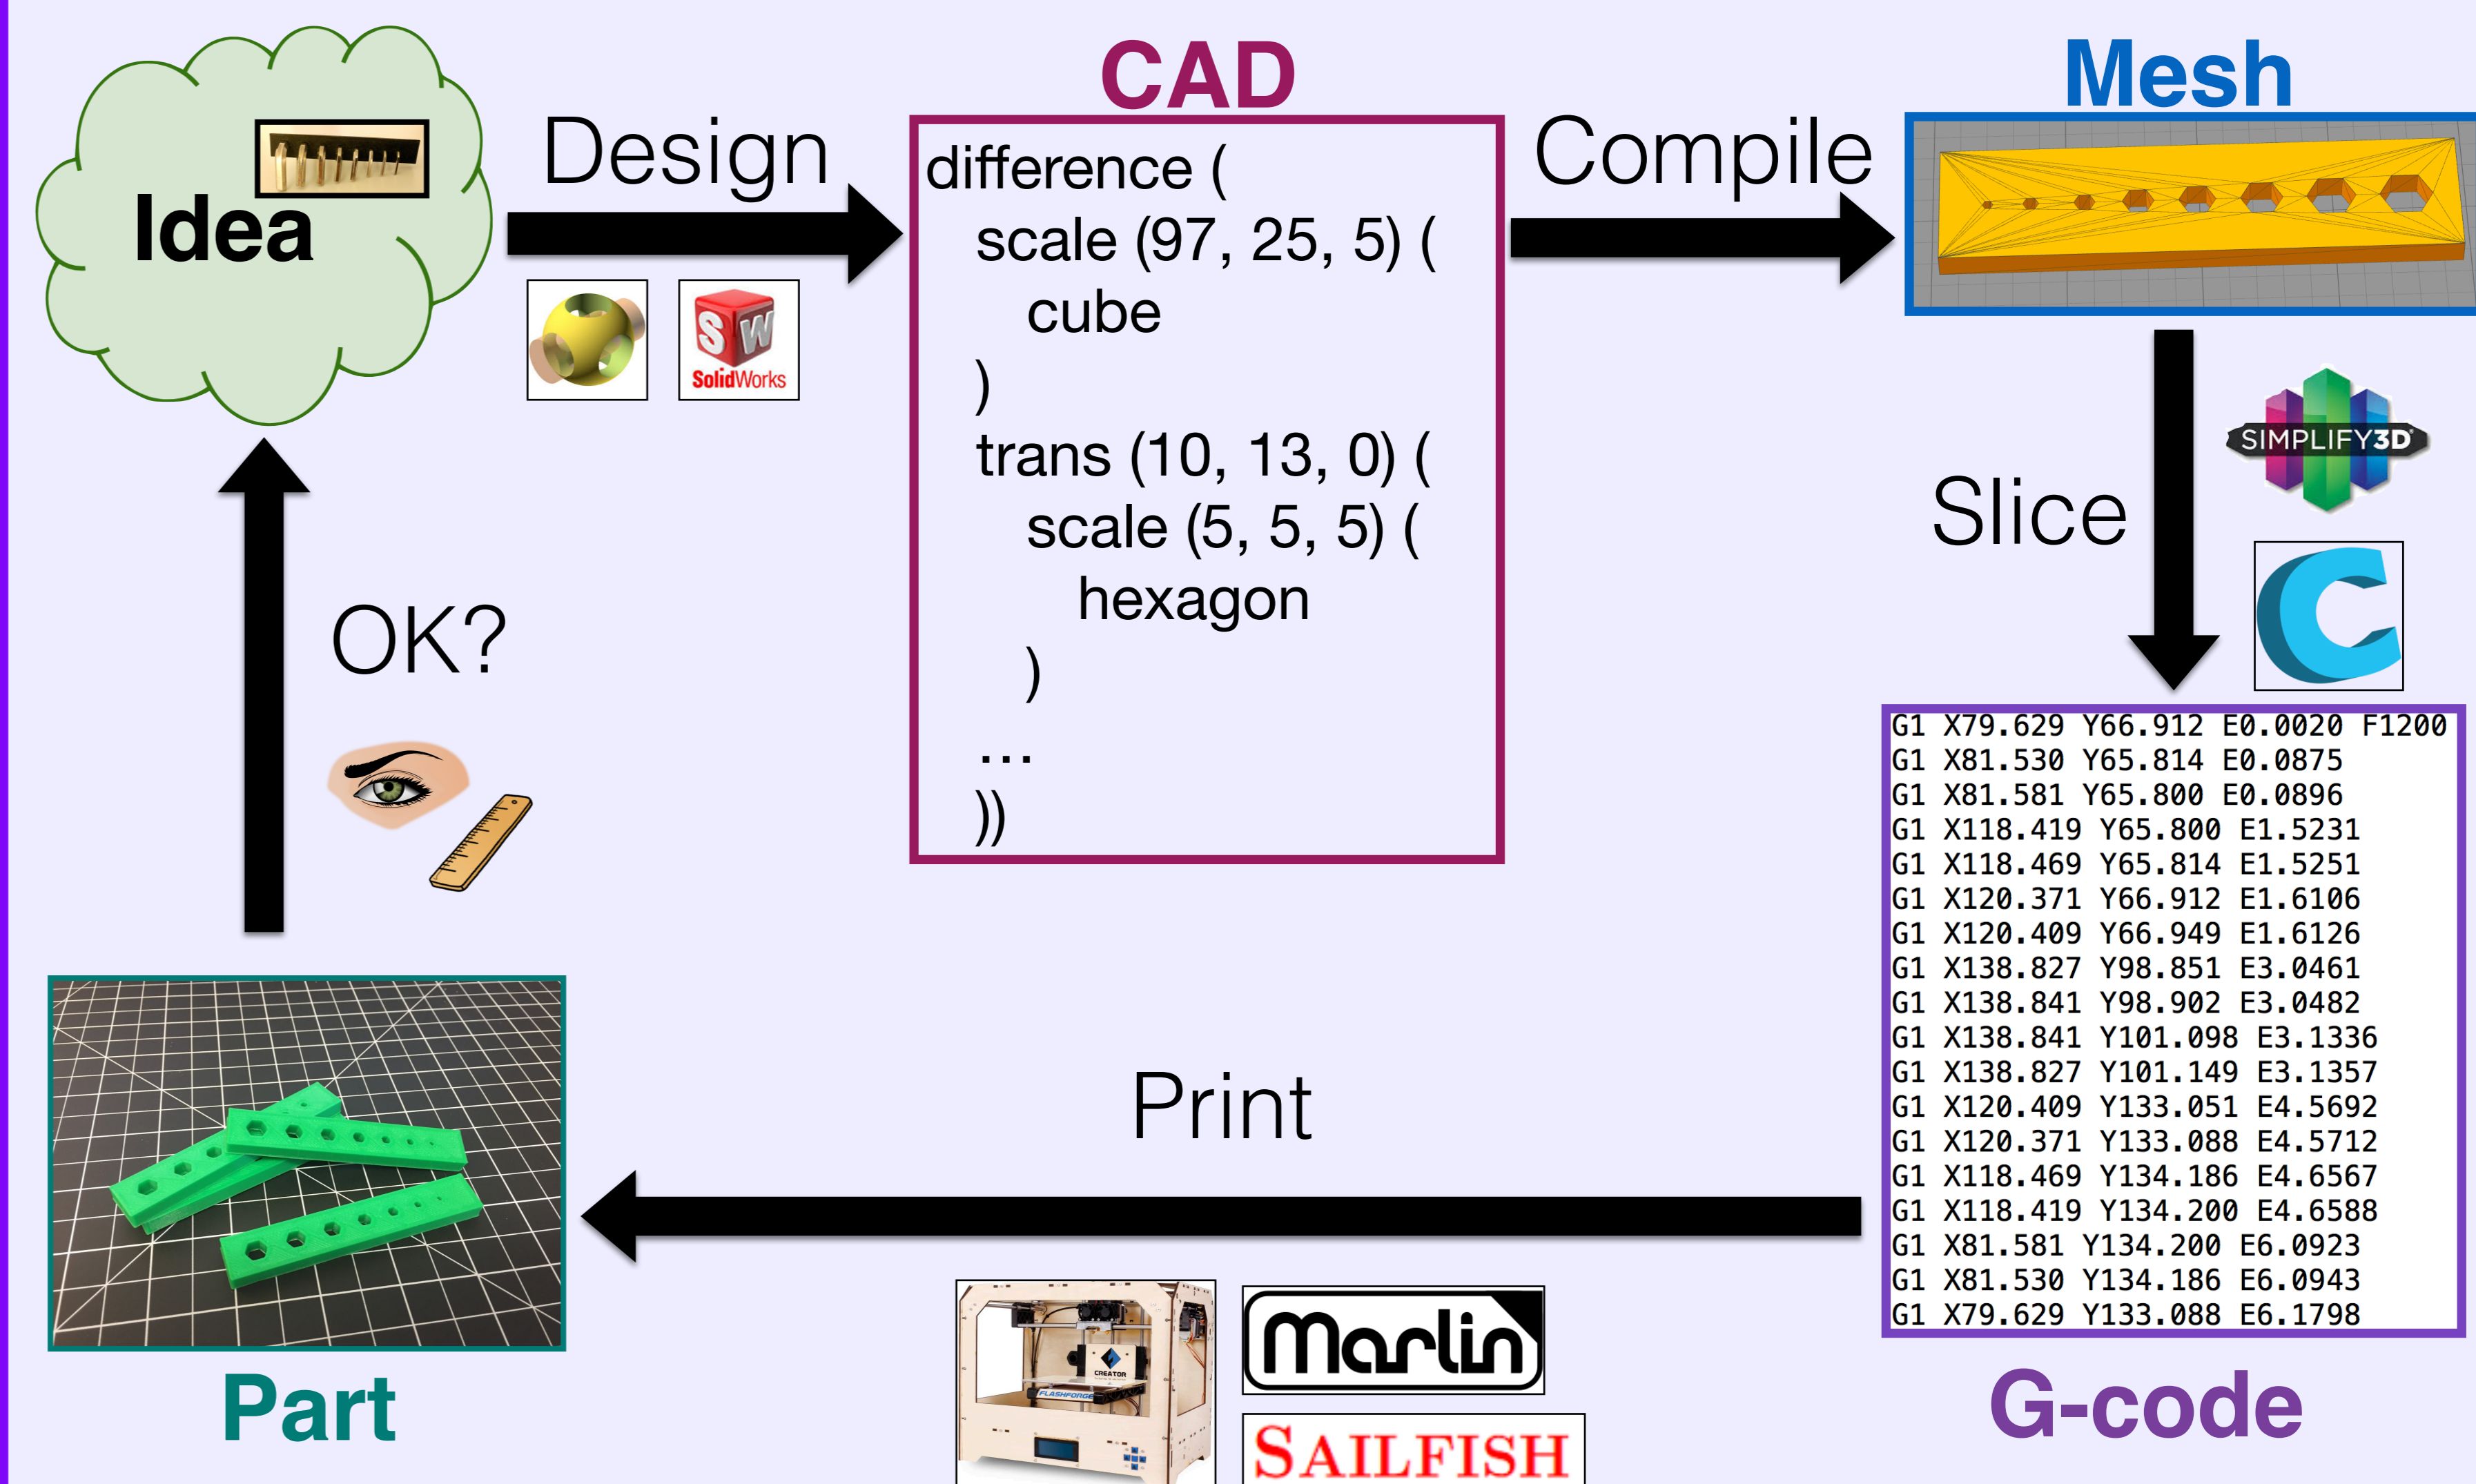 Idea
Design
SW
SolidWorks
CAD
difference (
scale (97, 25, 5) (
cube
)
trans (10, 13, 0) (
scale (5, 5, 5) (
hexagon
)
...
))
Compile
Mesh
Slice
SIMPLIFY3D
C
G1 X79.629 Y66.912 E0.0020 F1200
G1 X81.530 Y65.814 E0.0875
G1 X81.581 Y65.800 E0.0896
G1 X118.419 Y65.800 E1.5231
G1 X118.469 Y65.814 E1.5251
G1 X120.371 Y66.912 E1.6106
G1 X120.409 Y66.949 E1.6126
G1 X138.827 Y98.851 E3.0461
G1 X138.841 Y98.902 E3.0482
G1 X138.841 Y101.098 E3.1336
G1 X138.827 Y101.149 E3.1357
G1 X120.409 Y133.051 E4.5692
G1 X120.371 Y133.088 E4.5712
G1 X118.469 Y134.186 E4.6567
G1 X118.419 Y134.200 E4.6588
G1 X81.581 Y134.200 E6.0923
G1 X81.530 Y134.186 E6.0943
G1 X79.629 Y133.088 E6.1798
G-code
Print
CREATOR
FLASHFORGE
Marlin
SAILFISH
Part
OK?